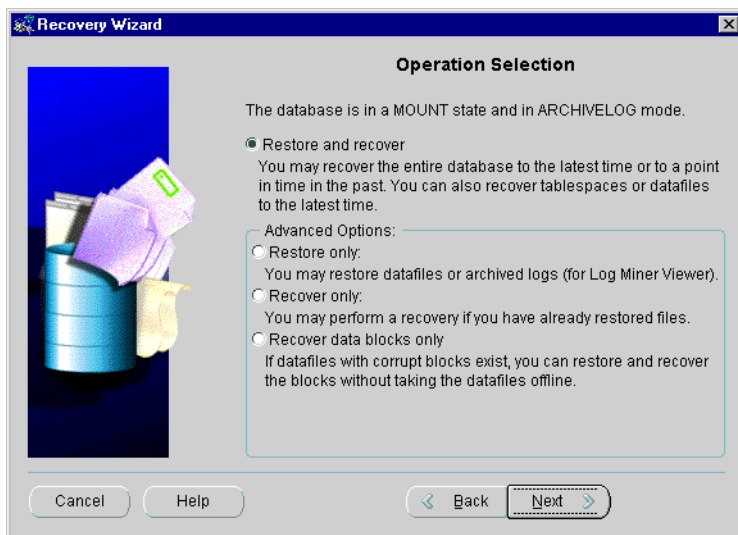 Recovery Wizard
Operation Selection
The database is in a MOUNT state and in ARCHIVELOG mode.
Restore and recover
You may recover the entire database to the latest time or to a point
in time in the past. You can also recover tablespaces or datafiles
to the latest time.
Advanced Options:
Restore only:
You may restore datafiles or archived logs (for Log Miner Viewer).
Recover only:
You may perform a recovery if you have already restored files.
Recover data blocks only
If datafiles with corrupt blocks exist, you can restore and recover
the blocks without taking the datafiles offline.
Cancel
Help
Back
Next